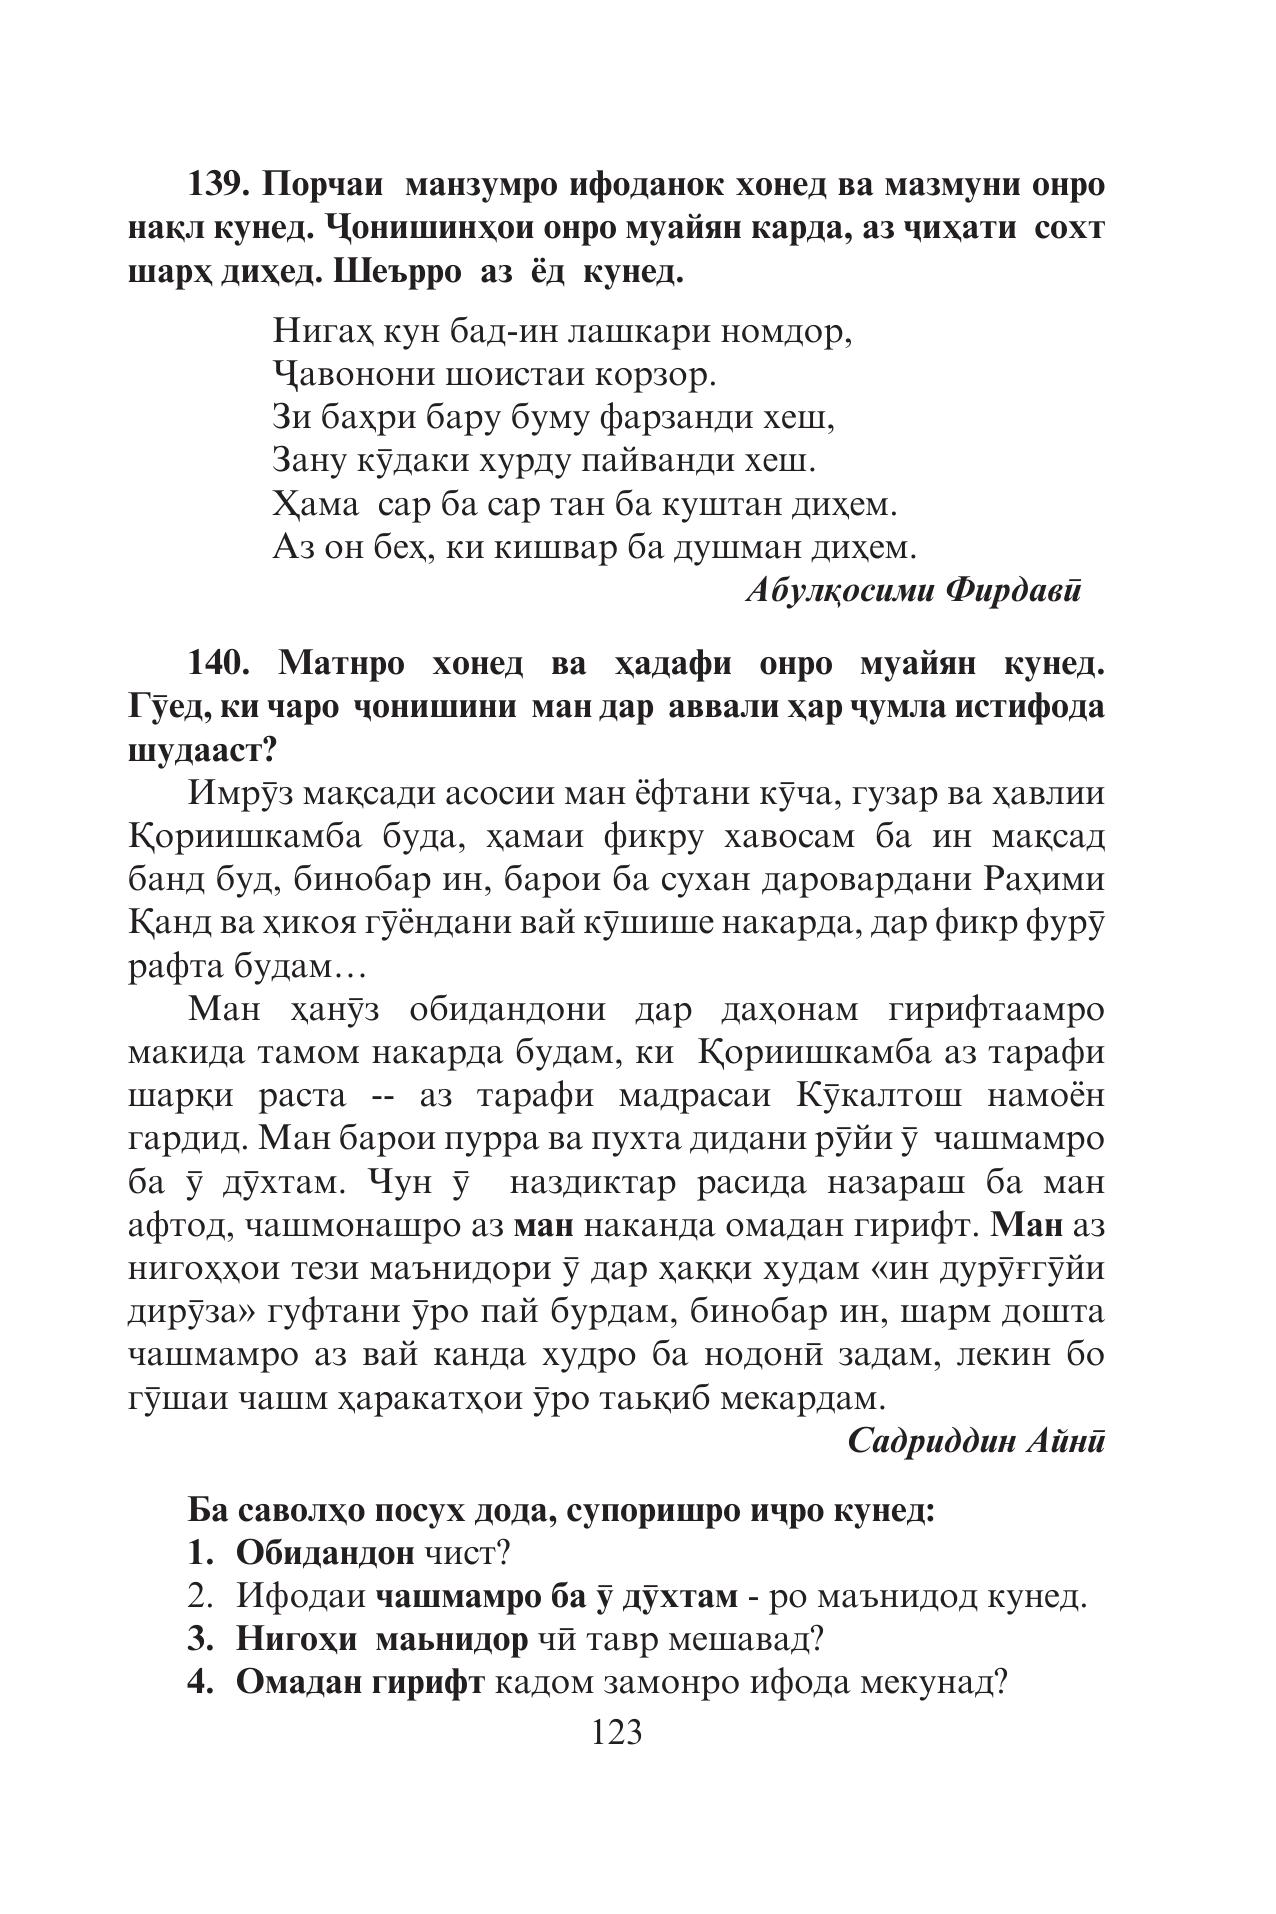 139. Порчаи манзумро ифоданок хонед ва мазмуни онро
нақл кунед. Ҷонишинҳои онро муайян карда, аз ҷиҳати сохт
шарҳ диҳед. Шеърро аз ёд кунед.
Нигаҳ кун бад-ин лашкари номдор,
Ҷавонони шоистаи корзор.
Зи баҳри бару буму фарзанди хеш,
Зану кӯдаки хурду пайванди хеш.
Ҳама сар ба сар тан ба куштан диҳем.
Аз он беҳ, ки кишвар ба душман диҳем.
Абулқосими Фирдавӣ
140. Матнро хонед ва ҳадафи онро муайян кунед.
Гӯед, ки чаро ҷонишини ман дар аввали ҳар ҷумла истифода
шудааст?
Имрӯз мақсади асосии ман ёфтани кӯча, гузар ва ҳавлии
Қориишкамба буда, ҳамаи фикру хавосам ба ин мақсад
банд буд, бинобар ин, барои ба сухан даровардани Раҳими
Қанд ва ҳикоя гӯёндани вай кӯшише накарда, дар фикр фурӯ
рафта будам…
Ман ҳанӯз обидандони дар даҳонам гирифтаамро
макида тамом накарда будам, ки Қориишкамба аз тарафи
шарқи раста -- аз тарафи мадрасаи Кӯкалтош намоён
гардид. Ман барои пурра ва пухта дидани рӯйи ӯ чашмамро
ба ӯ дӯхтам. Чун ӯ наздиктар расида назараш ба ман
афтод, чашмонашро аз ман наканда омадан гирифт. Ман аз
нигоҳҳои тези маънидори ӯ дар ҳаққи худам «ин дурӯғгӯйи
дирӯза» гуфтани ӯро пай бурдам, бинобар ин, шарм дошта
чашмамро аз вай канда худро ба нодонӣ задам, лекин бо
гӯшаи чашм ҳаракатҳои ӯро таьқиб мекардам.
Садриддин Айнӣ
Ба саволҳо посух дода, супоришро иҷро кунед:
1. Обидандон чист?
2. Ифодаи чашмамро ба ӯ дӯхтам - ро маънидод кунед.
3. Нигоҳи маьнидор чӣ тавр мешавад?
4. Омадан гирифт кадом замонро ифода мекунад?
123